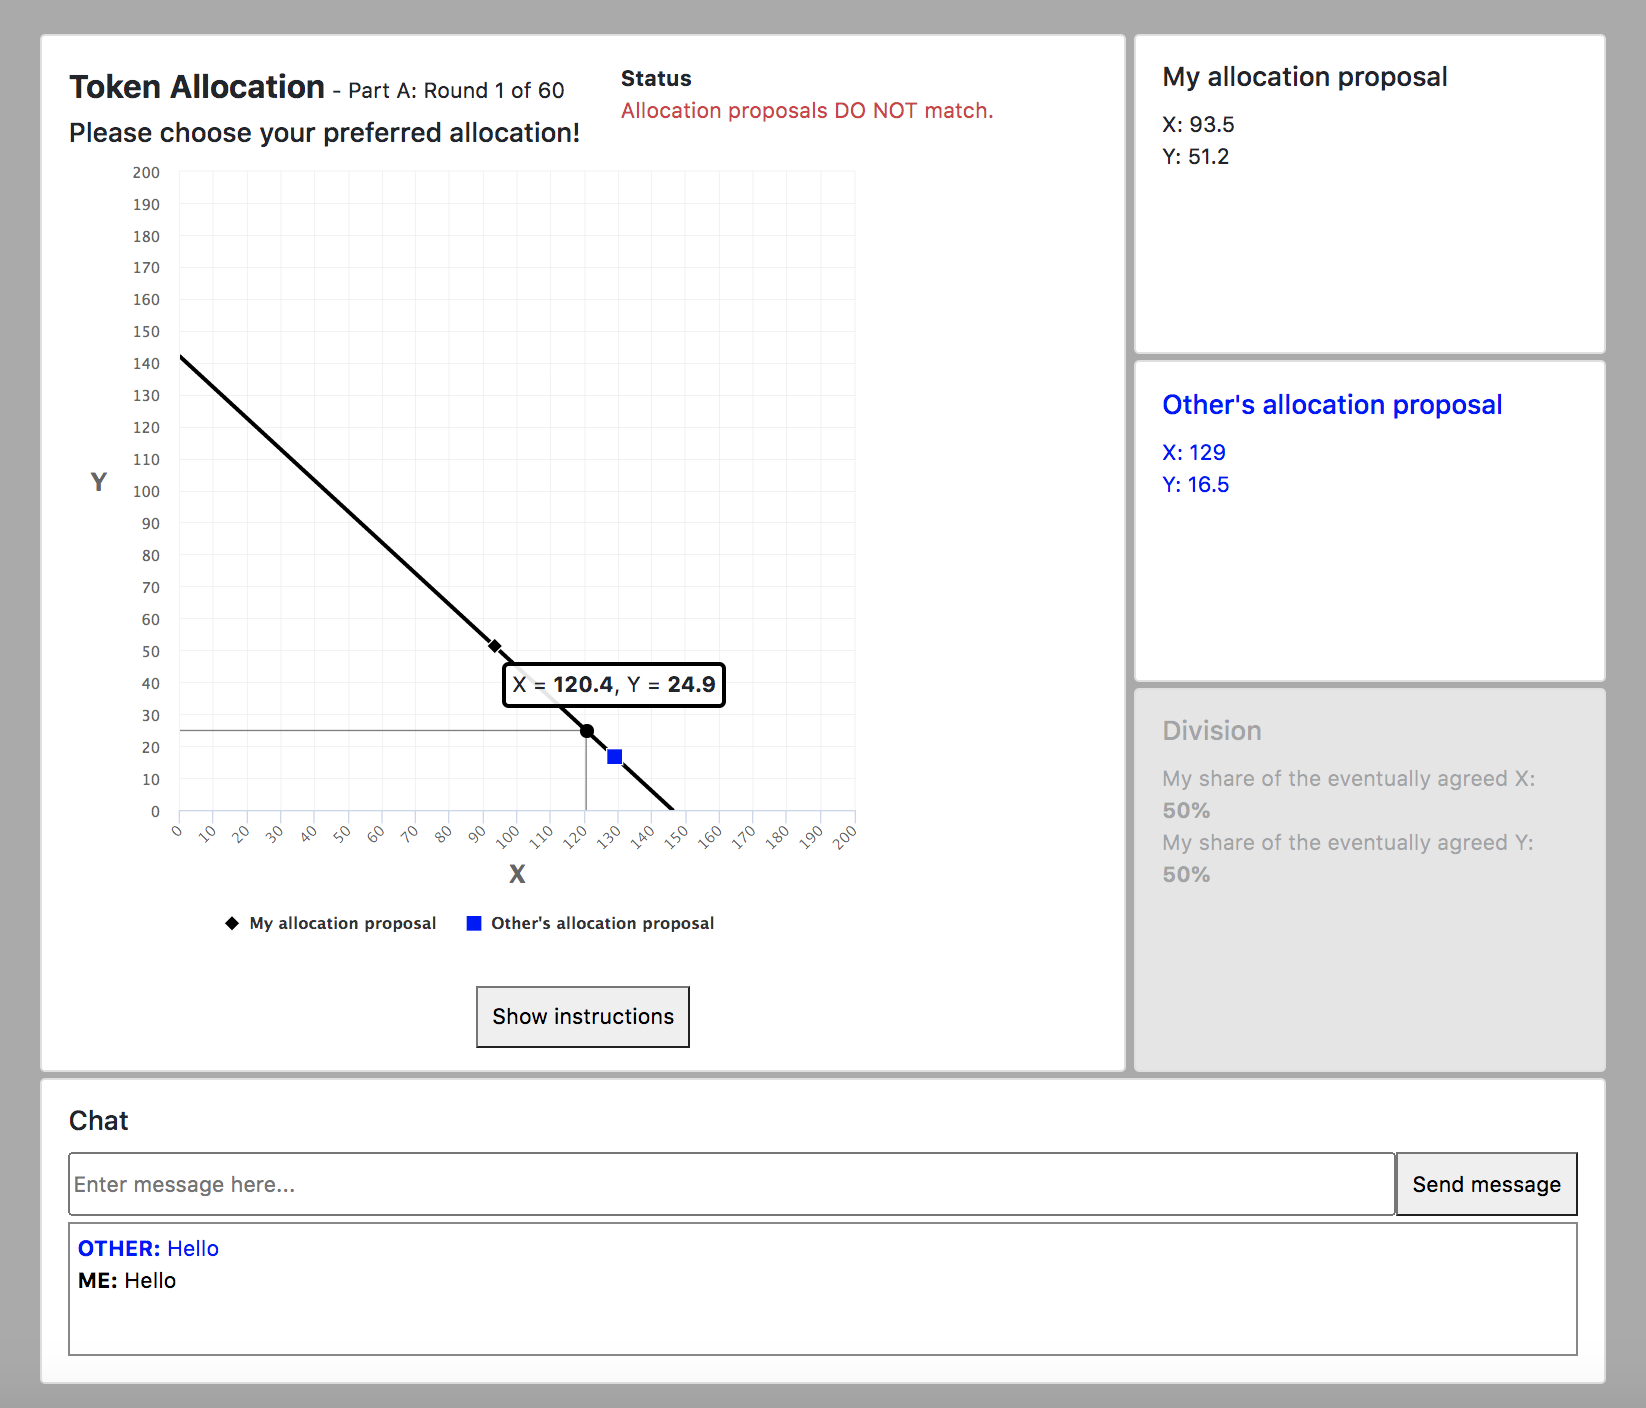 Token Allocation - Part A: Round 1 of 60
Please choose your preferred allocation!
Status
Allocation proposals DO NOT match.
200
190
180
170
160
150
140
130
120
110
100
90
80
70
60
50
40
30
20
10
0
Y
X = 120.4, Y = 24.9
0 10 20 30 40 50 60 70 80 90 100 110 120 130 140 150 160 170 180 190 200
X
My allocation proposal Other's allocation proposal
Show instructions
My allocation proposal
X: 93.5
Y: 51.2
Other's allocation proposal
X: 129
Y: 16.5
Division
My share of the eventually agreed X:
50%
My share of the eventually agreed Y:
50%
Chat
Enter message here...
Send message
OTHER: Hello
ME: Hello